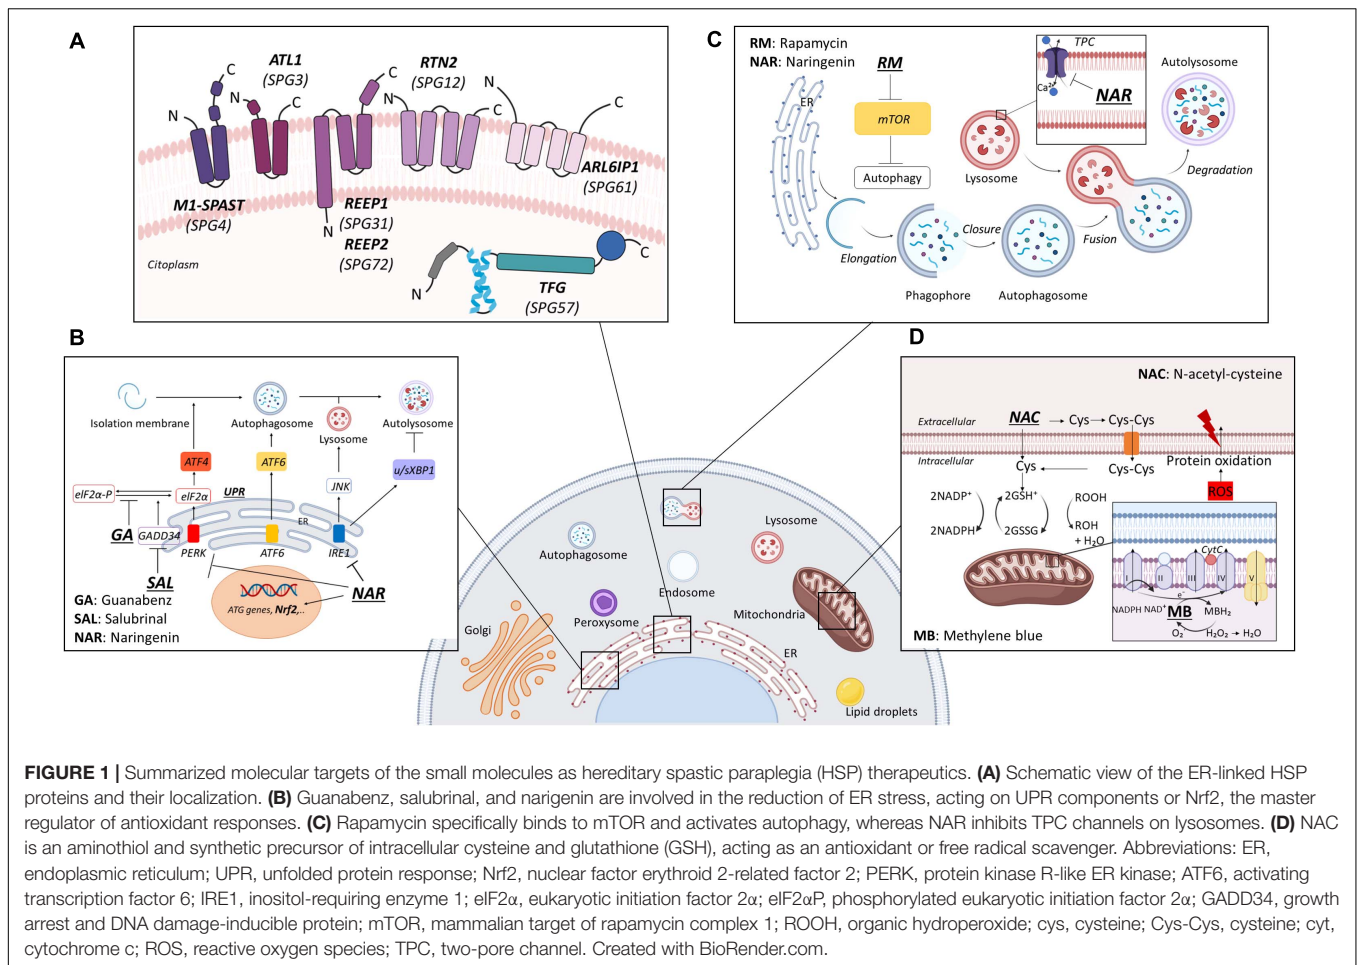 A
ATL1
(SPG3)
RTN2
(SPG12)
C
N
C
N
C
N
C
N
C
N
C
M1-SPAST
(SPG4)
REEP1
(SPG31)
REEP2
(SPG72)
ARL6IP1
(SPG61)
N
Citoplasm
N
C
TFG
(SPG57)
C
RM: Rapamycin
NAR: Naringenin
RM
mTOR
Autophagy
ER
TPC
Ca2+
NAR
Autolysosome
Lysosome
Degradation
Elongation
Closure
Fusion
Phagophore
Autophagosome
B
Isolation membrane
Autophagosome
Lysosome
Autolysosome
ATF4
ATF6
u/sXBP1
JNK
eIF2α-P
eIF2α
UPR
ER
GA
GADD34
PERK
ATF6
IRE1
SAL
NAR
ATG genes, Nrf2,..
GA: Guanabenz
SAL: Salubrinal
NAR: Naringenin
D
NAC: N-acetyl-cysteine
Extracellular
NAC
Cys
Cys-Cys
Intracellular
Cys
Cys-Cys
Protein oxidation
ROS
2NADP+
2GSH+
ROOH
2NADPH
2GSSG
ROH
+ H2O
CytC
I
II
III
IV
V
e-
NADPH
NAD+
MB
MBH2
O2
H2O2
H2O
MB: Methylene blue
Autophagosome
Lysosome
Endosome
Peroxysome
Mitochondria
Golgi
ER
Lipid droplets
FIGURE 1 | Summarized molecular targets of the small molecules as hereditary spastic paraplegia (HSP) therapeutics. (A) Schematic view of the ER-linked HSP
proteins and their localization. (B) Guanabenz, salubrinal, and narigenin are involved in the reduction of ER stress, acting on UPR components or Nrf2, the master
regulator of antioxidant responses. (C) Rapamycin specifically binds to mTOR and activates autophagy, whereas NAR inhibits TPC channels on lysosomes. (D) NAC
is an aminothiol and synthetic precursor of intracellular cysteine and glutathione (GSH), acting as an antioxidant or free radical scavenger. Abbreviations: ER,
endoplasmic reticulum; UPR, unfolded protein response; Nrf2, nuclear factor erythroid 2-related factor 2; PERK, protein kinase R-like ER kinase; ATF6, activating
transcription factor 6; IRE1, inositol-requiring enzyme 1; eIF2α, eukaryotic initiation factor 2α; eIF2αP, phosphorylated eukaryotic initiation factor 2α; GADD34, growth
arrest and DNA damage-inducible protein; mTOR, mammalian target of rapamycin complex 1; ROOH, organic hydroperoxide; cys, cysteine; Cys-Cys, cysteine; cyt,
cytochrome c; ROS, reactive oxygen species; TPC, two-pore channel. Created with BioRender.com.